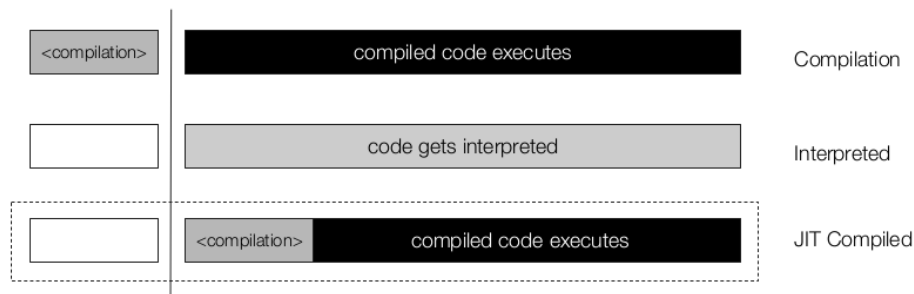 <compilation>
compiled code executes
Compilation
code gets interpreted
Interpreted
<compilation>
compiled code executes
JIT Compiled